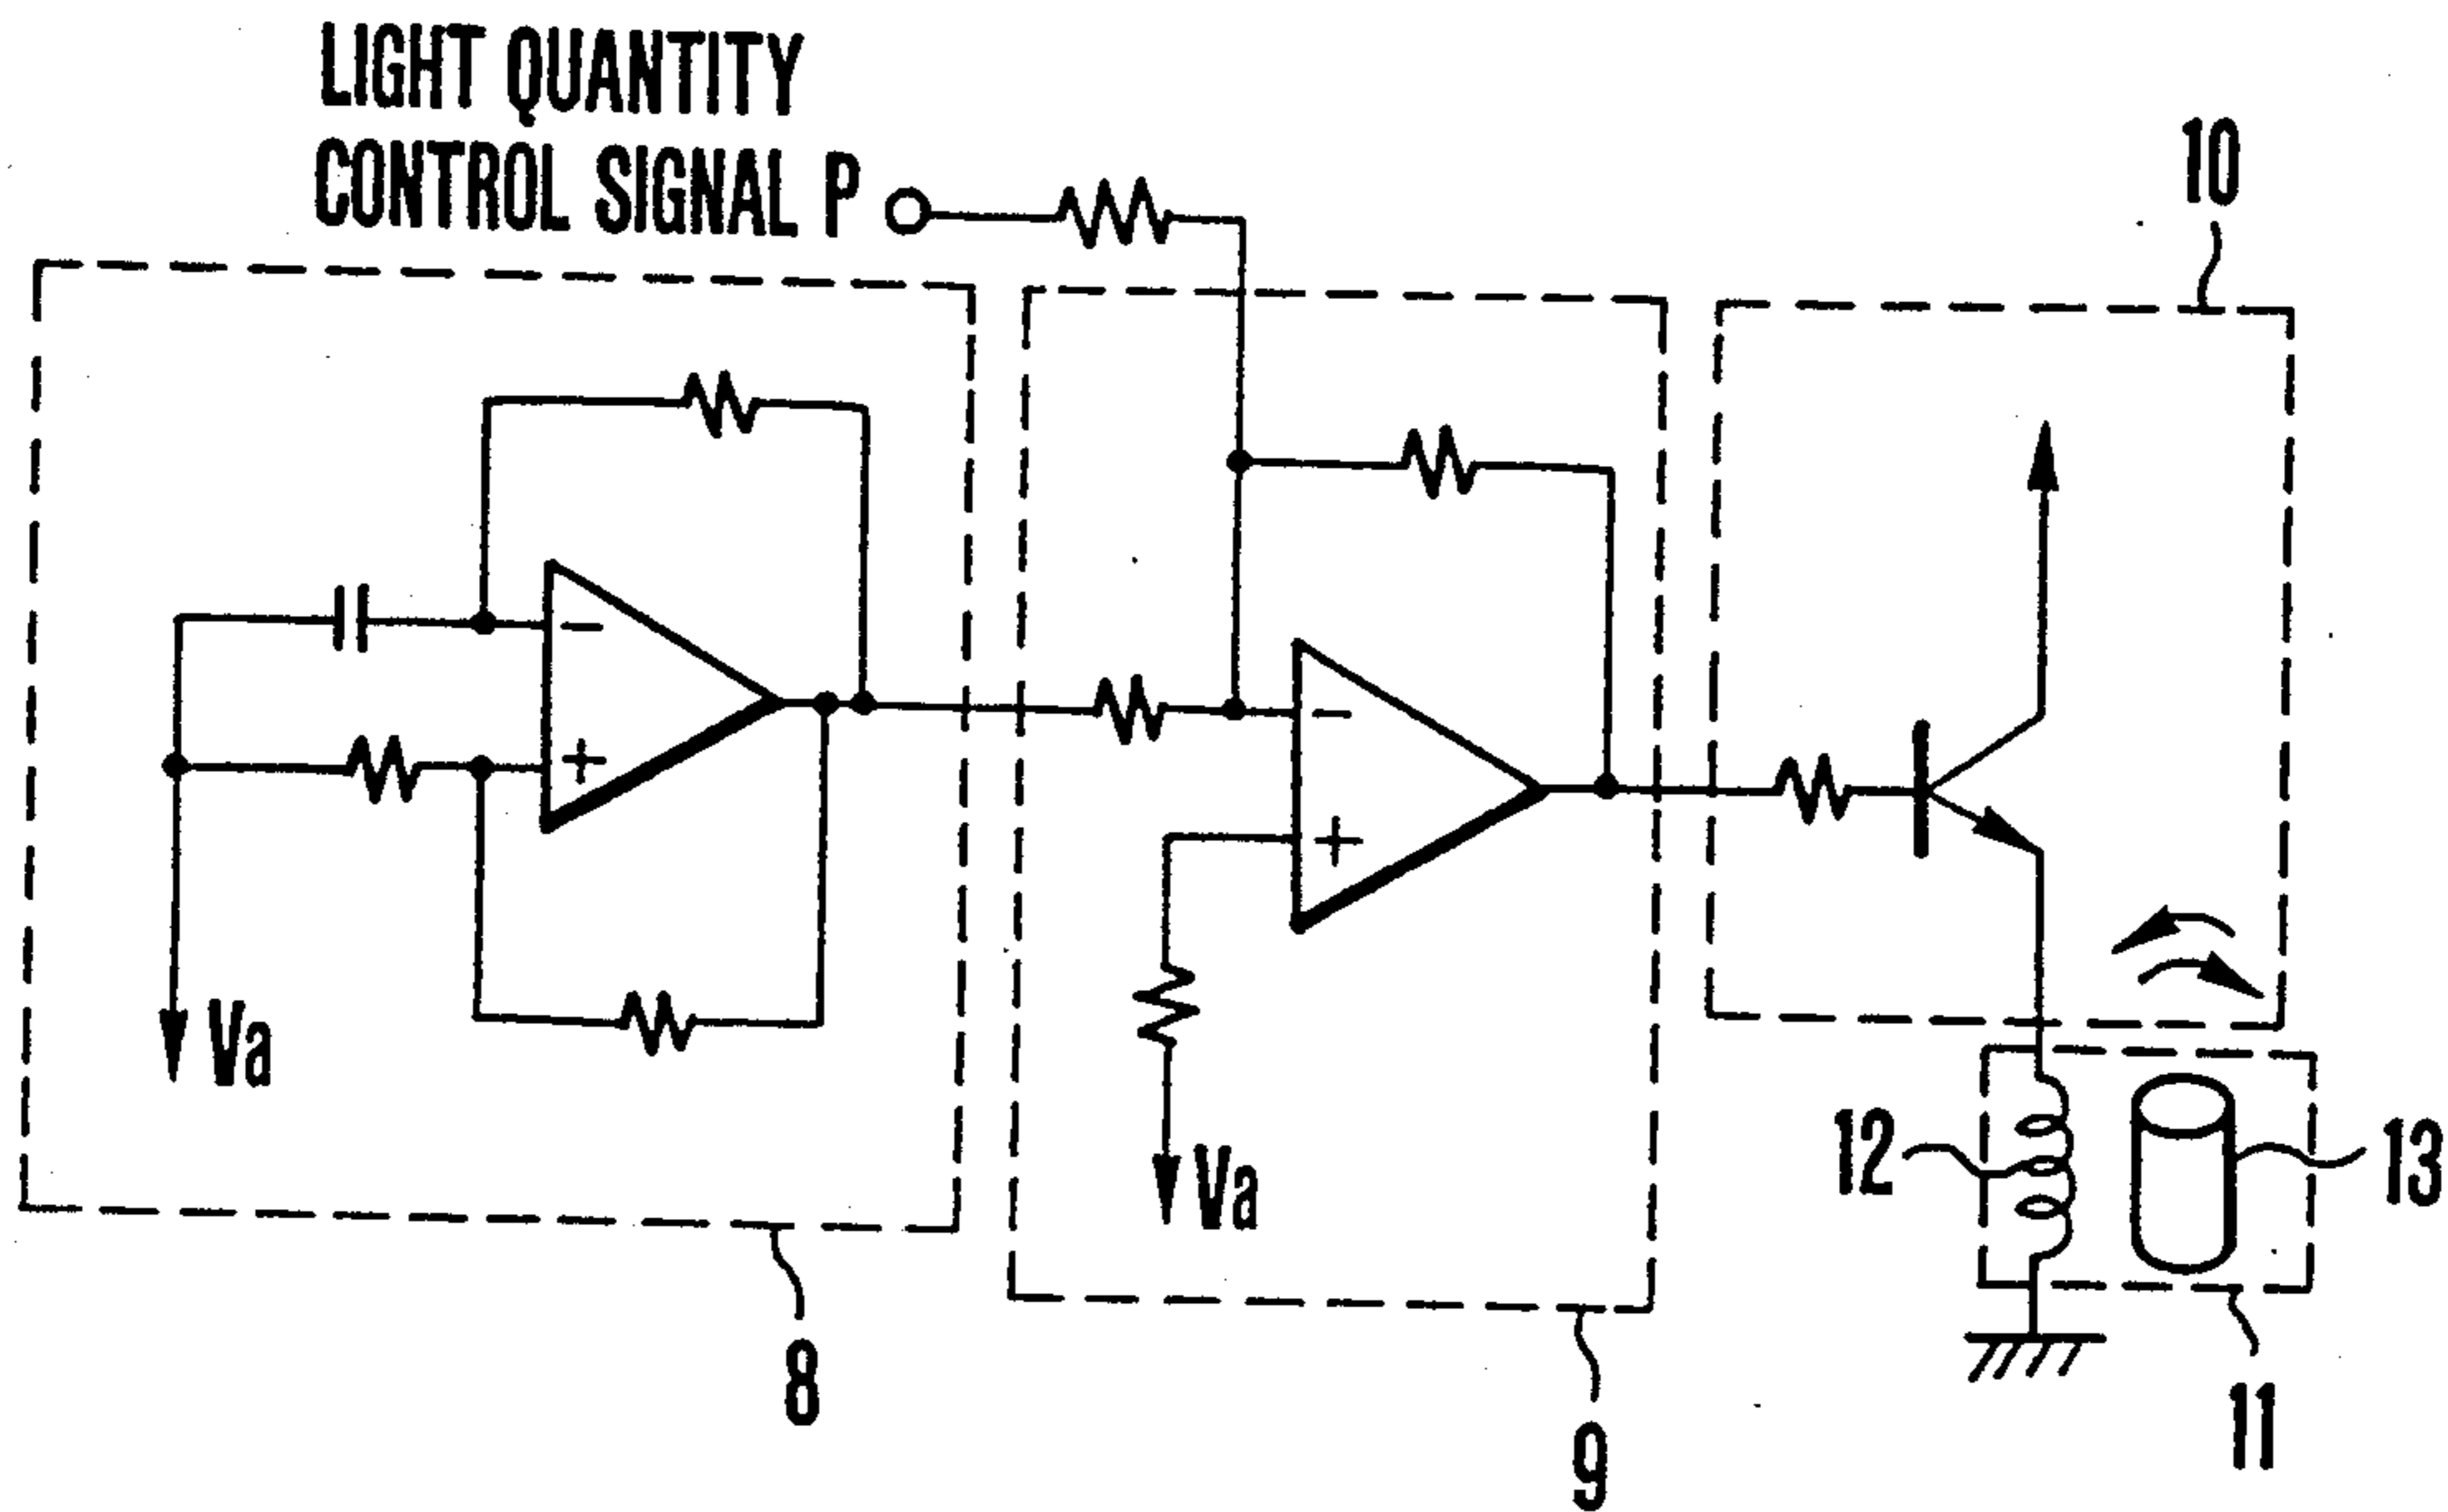 LIGHT QUANTITY
CONTROL SIGNAL P
10
−
+
−
+
Va
Va
12
13
8
9
11